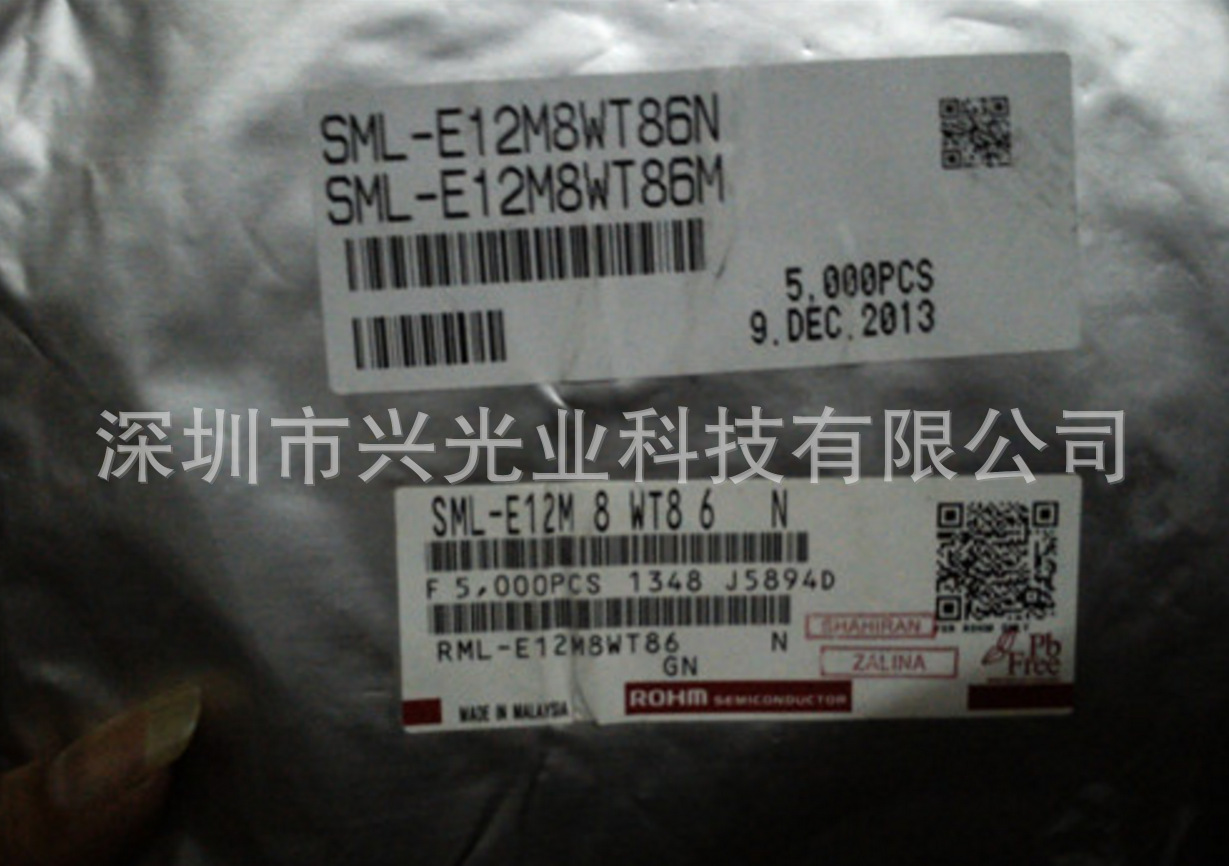 SML-E12M8WT86N
SML-E12M8WT86M
5,000PCS
9.DEC.2013
深圳市兴光业科技有限公司
SML-E12M 8 WT8 6 N
F 5,000PCS 1348 J5894D
SHAHIRAN
FOR ROHM
RML-E12M8WT86 N
ZALINA
Pb Free
GN
ROHM SEMICONDUCTOR
MADE IN MALAYSIA